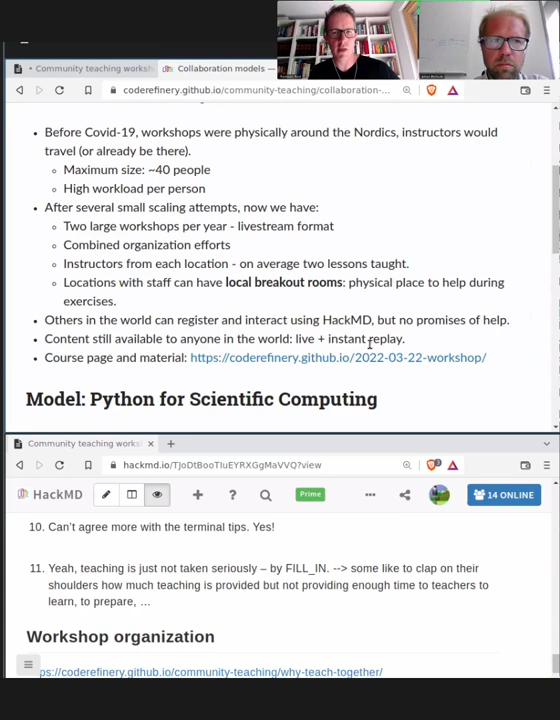 Community teaching worksh
Collaboration models —
coderefinery.github.io/community-teaching/collaboration-...
Before Covid-19, workshops were physically around the Nordics, instructors would
travel (or already be there).
Maximum size: ~40 people
High workload per person
After several small scaling attempts, now we have:
Two large workshops per year - livestream format
Combined organization efforts
Instructors from each location - on average two lessons taught.
Locations with staff can have local breakout rooms: physical place to help during
exercises.
Others in the world can register and interact using HackMD, but no promises of help.
Content still available to anyone in the world: live + instant replay.
Course page and material: https://coderefinery.github.io/2022-03-22-workshop/
Model: Python for Scientific Computing
Community teaching works
hackmd.io/TJoDtBooTIuEYRXGgMaVVQ?view
HackMD
Prime
14 ONLINE
10. Can't agree more with the terminal tips. Yes!
11. Yeah, teaching is just not taken seriously – by FILL_IN. --> some like to clap on their
shoulders how much teaching is provided but not providing enough time to teachers to
learn, to prepare, …
Workshop organization
ps://coderefinery.github.io/community-teaching/why-teach-together/